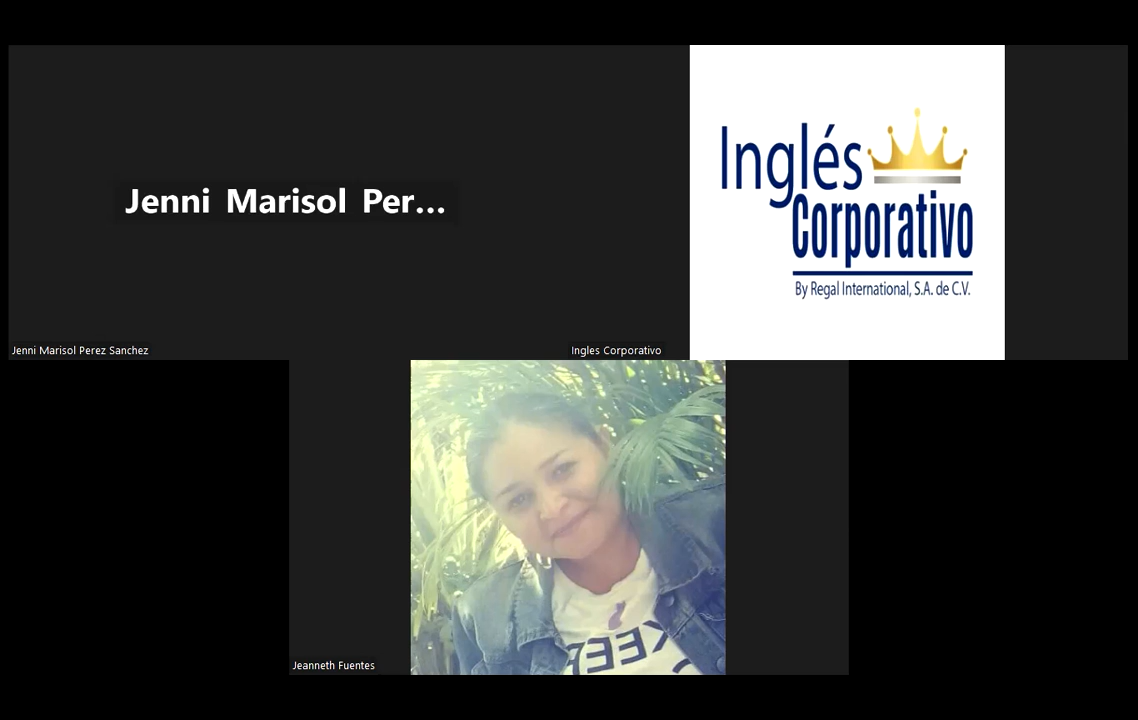 Jenni Marisol Per...
Inglés
Corporativo
By Regal International, S.A. de C.V.
Jenni Marisol Perez Sanchez
Ingles Corporativo
Jeanneth Fuentes